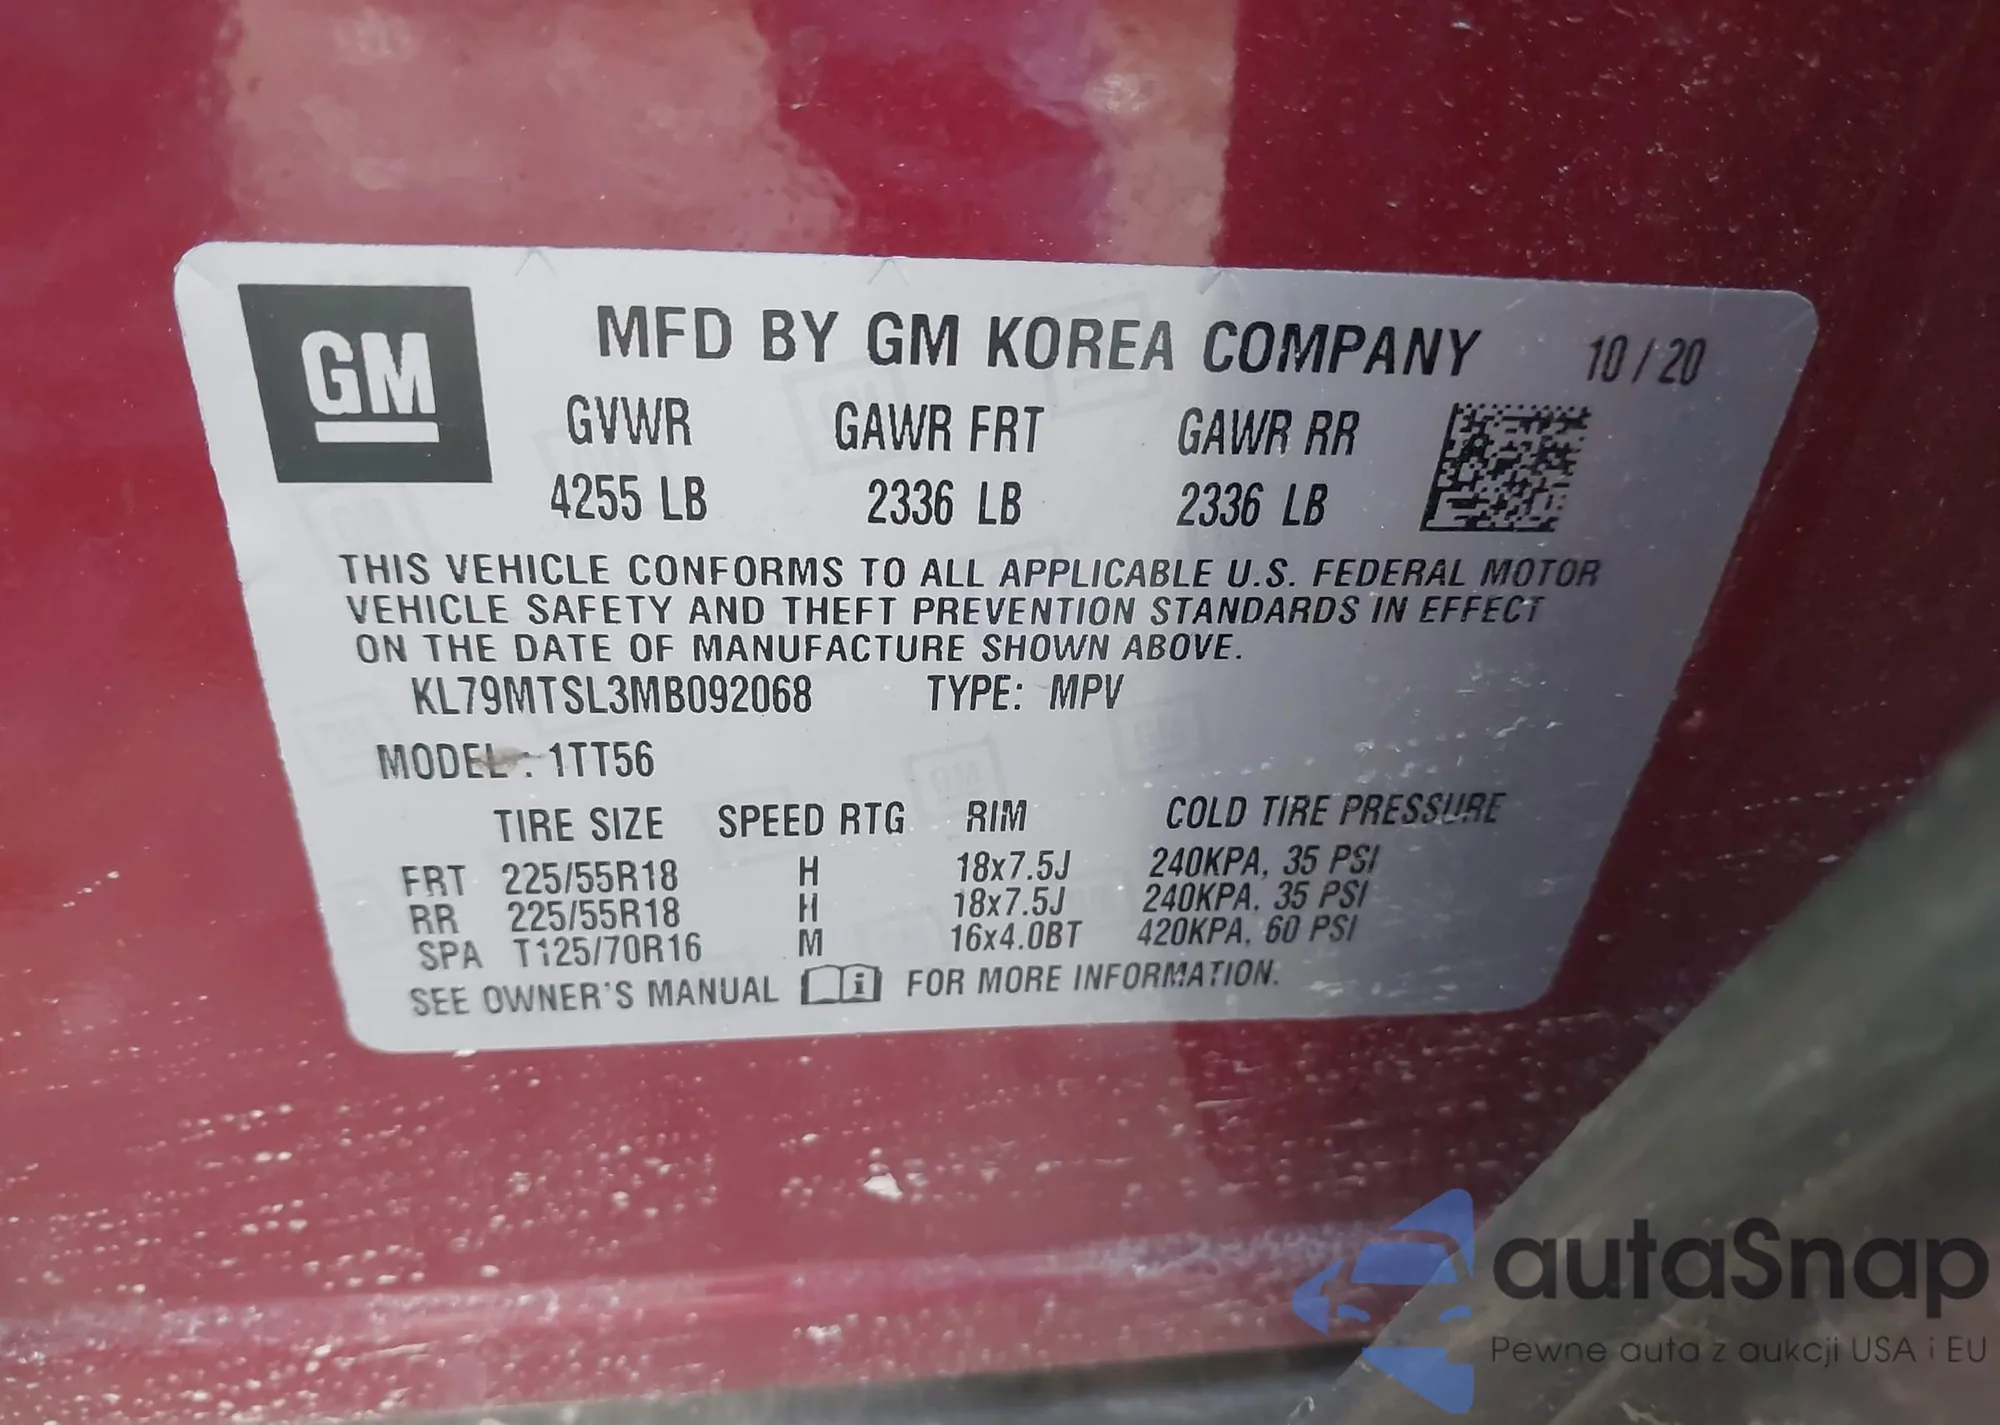 GM
MFD BY GM KOREA COMPANY 10/20
GVWR GAWR FRT GAWR RR
4255 LB 2336 LB 2336 LB
THIS VEHICLE CONFORMS TO ALL APPLICABLE U.S. FEDERAL MOTOR
VEHICLE SAFETY AND THEFT PREVENTION STANDARDS IN EFFECT
ON THE DATE OF MANUFACTURE SHOWN ABOVE.
KL79MTSL3MB092068 TYPE: MPV
MODEL : 1TT56
TIRE SIZE SPEED RTG RIM COLD TIRE PRESSURE
FRT 225/55R18 H 18x7.5J 240KPA, 35 PSI
RR 225/55R18 H 18x7.5J 240KPA, 35 PSI
SPA T125/70R16 M 16x4.0BT 420KPA, 60 PSI
SEE OWNER'S MANUAL i FOR MORE INFORMATION.
autaSnap
Pewne auta z aukcji USA i EU